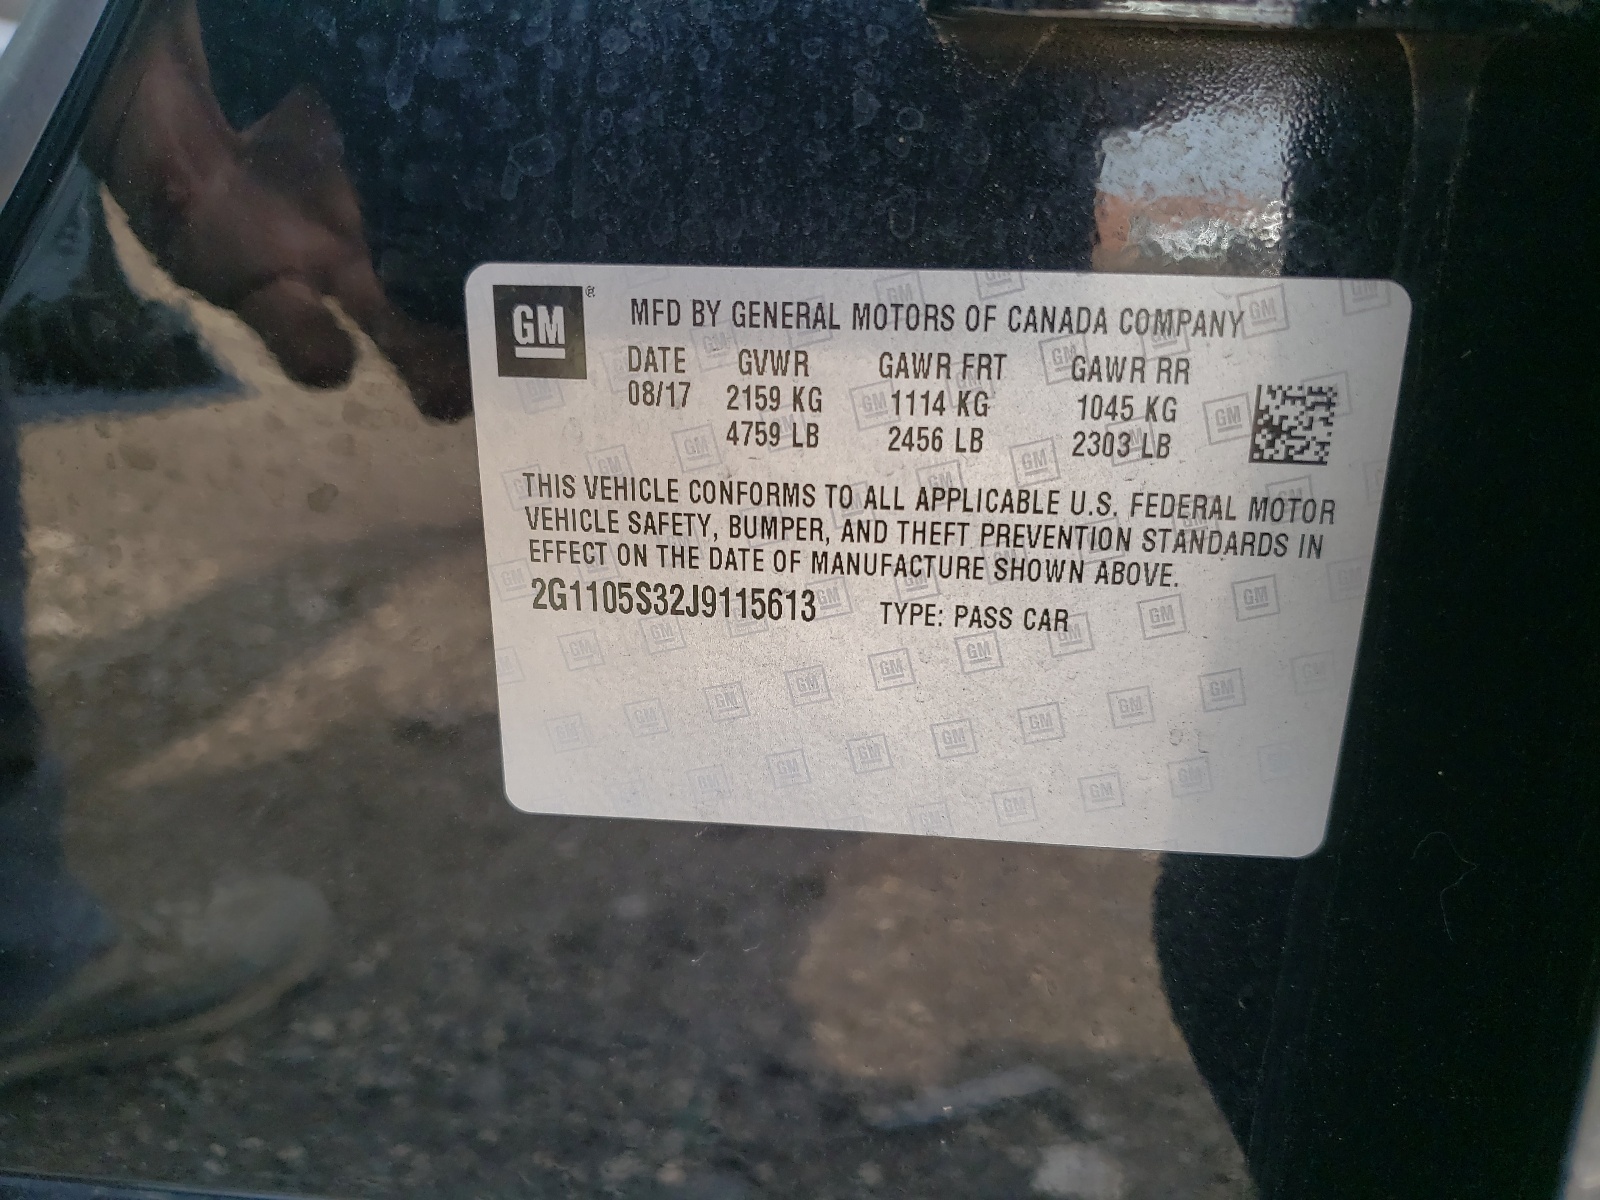 GM®
MFD BY GENERAL MOTORS OF CANADA COMPANY
DATE GVWR GAWR FRT GAWR RR
08/17 2159 KG 1114 KG 1045 KG
4759 LB 2456 LB 2303 LB
THIS VEHICLE CONFORMS TO ALL APPLICABLE U.S. FEDERAL MOTOR
VEHICLE SAFETY, BUMPER, AND THEFT PREVENTION STANDARDS IN
EFFECT ON THE DATE OF MANUFACTURE SHOWN ABOVE.
2G1105S32J9115613 TYPE: PASS CAR